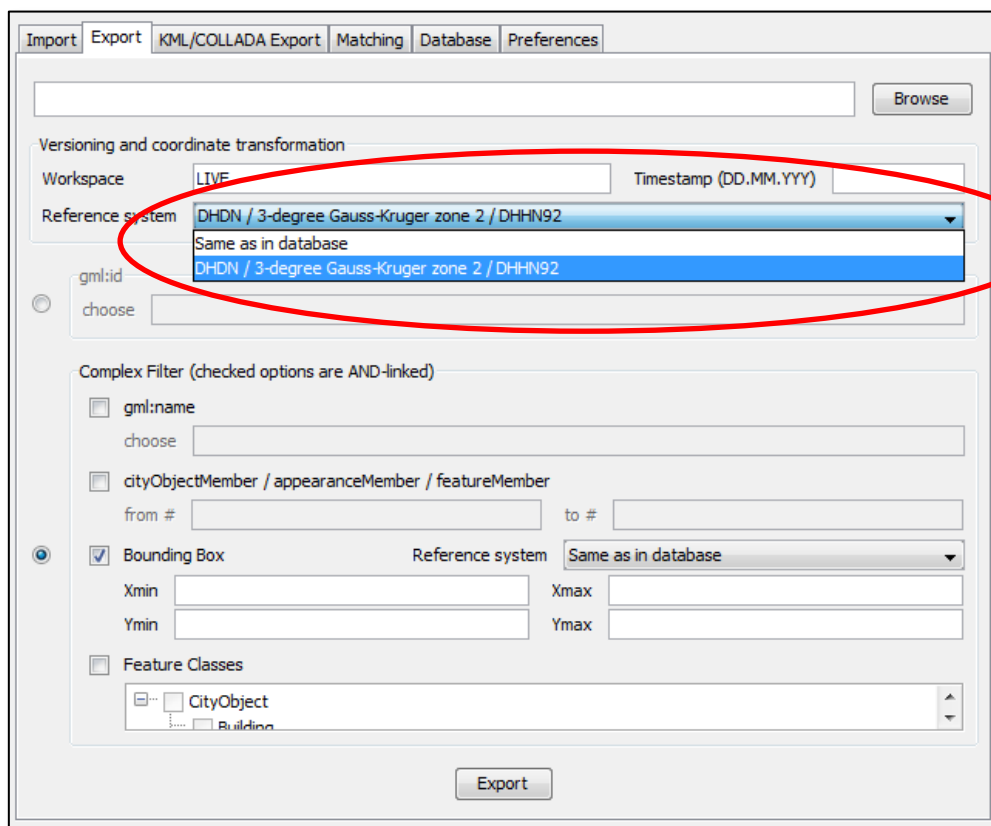 Import Export KML/COLLADA Export Matching Database Preferences
Browse
Versioning and coordinate transformation
Workspace LIVE Timestamp (DD.MM.YYY)
Reference system DHDN / 3-degree Gauss-Kruger zone 2 / DHHN92
Same as in database
DHDN / 3-degree Gauss-Kruger zone 2 / DHHN92
gml:id
choose
Complex Filter (checked options are AND-linked)
gml:name
choose
cityObjectMember / appearanceMember / featureMember
from # to #
Bounding Box Reference system Same as in database
Xmin Xmax
Ymin Ymax
Feature Classes
CityObject
Building
Export